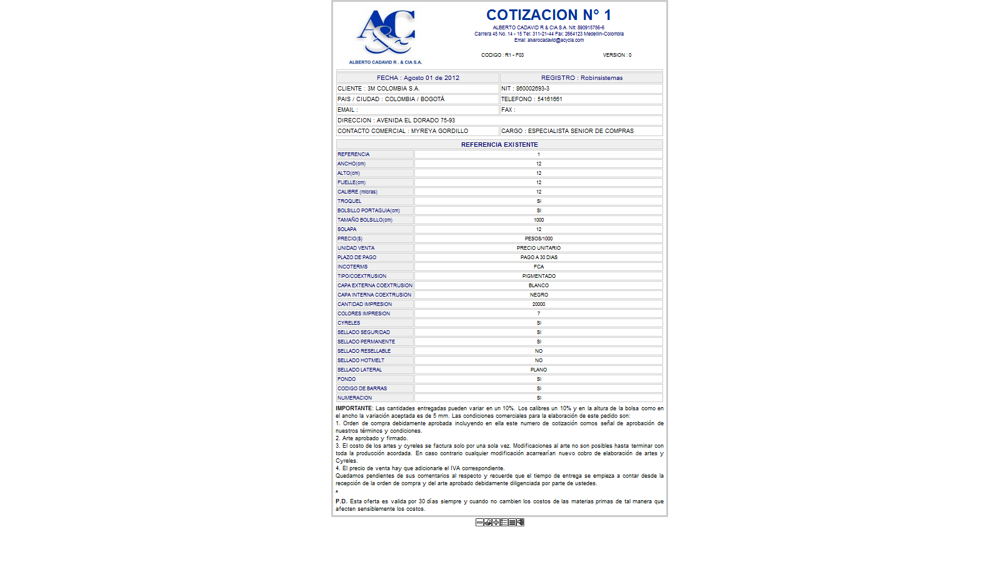 A&C
ALBERTO CADAVID R . & CIA S.A.
COTIZACION N° 1
ALBERTO CADAVID R & CIA S.A. Nit: 890915756-6
Carrera 45 No. 14 - 15 Tel: 311-21-44 Fax: 2664123 Medellin-Colombia
Email: alvarocadavid@acycia.com
CODIGO : R1 - F03 VERSION : 0
FECHA : Agosto 01 de 2012 REGISTRO : Robinsistemas
CLIENTE : 3M COLOMBIA S.A. NIT : 860002693-3
PAIS / CIUDAD : COLOMBIA / BOGOTÁ TELEFONO : 54161661
EMAIL : FAX :
DIRECCION : AVENIDA EL DORADO 75-93
CONTACTO COMERCIAL : MYREYA GORDILLO CARGO : ESPECIALISTA SENIOR DE COMPRAS
REFERENCIA EXISTENTE
REFERENCIA 1
ANCHO(cm) 12
ALTO(cm) 12
FUELLE(cm) 12
CALIBRE (micras) 12
TROQUEL SI
BOLSILLO PORTAGUIA(cm) SI
TAMAÑO BOLSILLO(cm) 1000
SOLAPA 12
PRECIO($) PESOS/1000
UNIDAD VENTA PRECIO UNITARIO
PLAZO DE PAGO PAGO A 30 DIAS
INCOTERMS FCA
TIPO/COEXTRUSION PIGMENTADO
CAPA EXTERNA COEXTRUSION BLANCO
CAPA INTERNA COEXTRUSION NEGRO
CANTIDAD IMPRESION 20000
COLORES IMPRESION 7
CYRELES SI
SELLADO SEGURIDAD SI
SELLADO PERMANENTE SI
SELLADO RESELLABLE NO
SELLADO HOTMELT NO
SELLADO LATERAL PLANO
FONDO SI
CODIGO DE BARRAS SI
NUMERACION SI
IMPORTANTE: Las cantidades entregadas pueden variar en un 10%. Los calibres un 10% y en la altura de la bolsa como en
el ancho la variación aceptada es de 5 mm. Las condiciones comerciales para la elaboración de este pedido son:
1. Orden de compra debidamente aprobada incluyendo en ella este numero de cotización comos señal de aprobación de
nuestros términos y condiciones.
2. Arte aprobado y firmado.
3. El costo de los artes y cyreles se factura solo por una sola vez. Modificaciones al arte no son posibles hasta terminar con
toda la producción acordada. En caso contrario cualquier modificación acarrearían nuevo cobro de elaboración de artes y
Cyreles.
4. El precio de venta hay que adicionarle el IVA correspondiente.
Quedamos pendientes de sus comentarios al respecto y recuerde que el tiempo de entrega se empieza a contar desde la
recepción de la orden de compra y del arte aprobado debidamente diligenciada por parte de ustedes.
*
P.D. Esta oferta es valida por 30 días siempre y cuando no cambien los costos de las materias primas de tal manera que
afecten sensiblemente los costos.